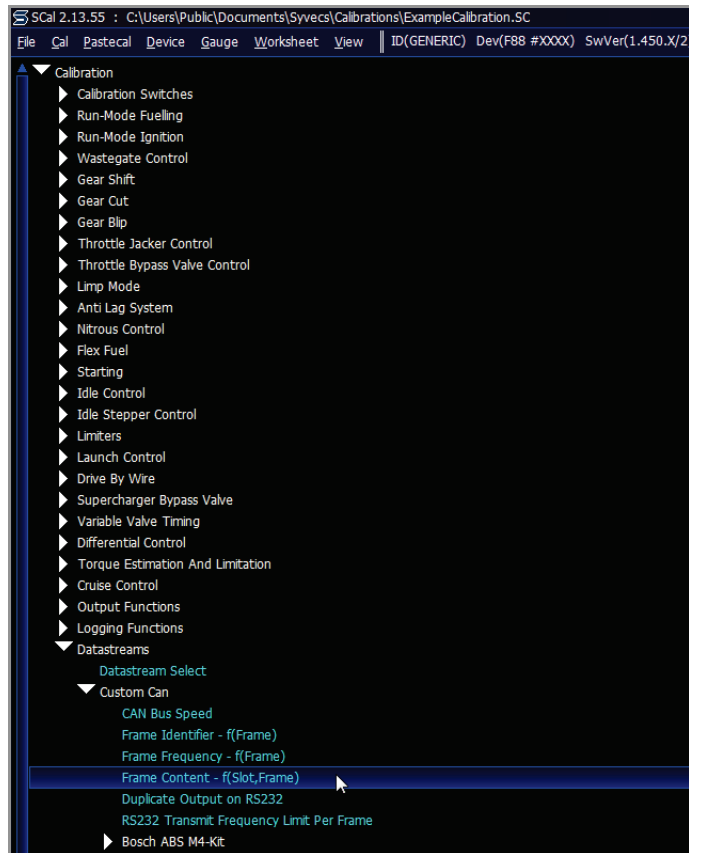 SCal 2.13.55 : C:\Users\Public\Documents\Syvecs\Calibrations\ExampleCalibration.SC
File Cal Pastecal Device Gauge Worksheet View ID(GENERIC) Dev(F88 #XXXX) SwVer(1.450.X/2
Calibration
Calibration Switches
Run-Mode Fuelling
Run-Mode Ignition
Wastegate Control
Gear Shift
Gear Cut
Gear Blip
Throttle Jacker Control
Throttle Bypass Valve Control
Limp Mode
Anti Lag System
Nitrous Control
Flex Fuel
Starting
Idle Control
Idle Stepper Control
Limiters
Launch Control
Drive By Wire
Supercharger Bypass Valve
Variable Valve Timing
Differential Control
Torque Estimation And Limitation
Cruise Control
Output Functions
Logging Functions
Datastreams
Datastream Select
Custom Can
CAN Bus Speed
Frame Identifier - f(Frame)
Frame Frequency - f(Frame)
Frame Content - f(Slot,Frame)
Duplicate Output on RS232
RS232 Transmit Frequency Limit Per Frame
Bosch ABS M4-Kit